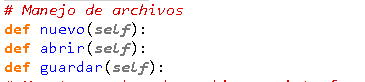 # Manejo de archivos
def nuevo(self):
def abrir(self):
def guardar(self):